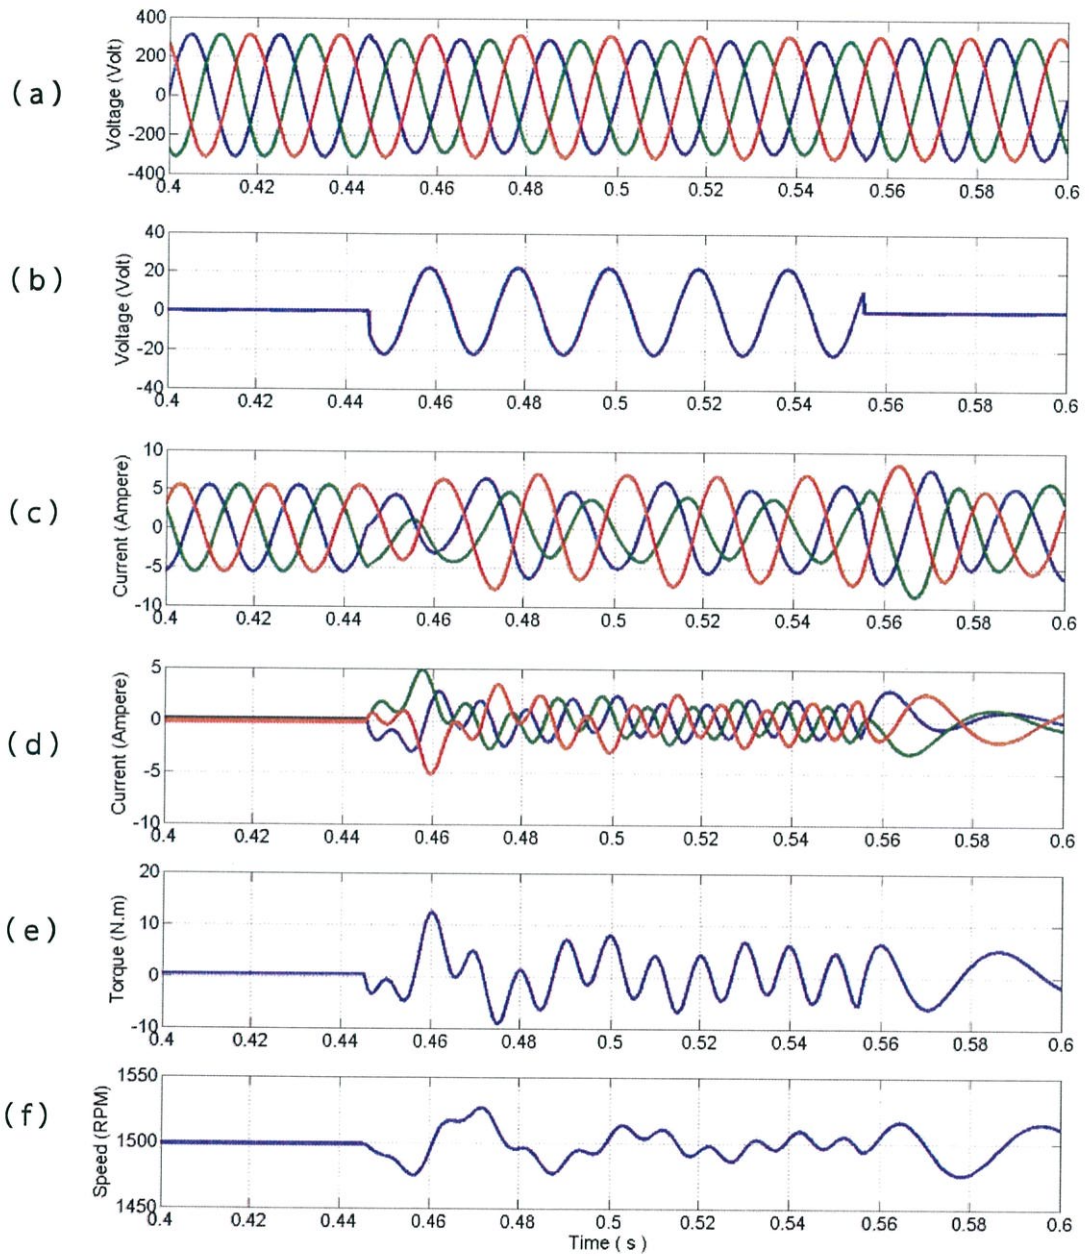 (a)
Voltage (Volt)
400
200
0
-200
-400
0.4 0.42 0.44 0.46 0.48 0.5 0.52 0.54 0.56 0.58 0.6
(b)
Voltage (Volt)
40
20
0
-20
-40
0.4 0.42 0.44 0.46 0.48 0.5 0.52 0.54 0.56 0.58 0.6
(c)
Current (Ampere)
10
5
0
-5
-10
0.4 0.42 0.44 0.46 0.48 0.5 0.52 0.54 0.56 0.58 0.6
(d)
Current (Ampere)
5
0
-5
-10
0.4 0.42 0.44 0.46 0.48 0.5 0.52 0.54 0.56 0.58 0.6
(e)
Torque (N.m)
20
10
0
-10
0.4 0.42 0.44 0.46 0.48 0.5 0.52 0.54 0.56 0.58 0.6
(f)
Speed (RPM)
1550
1500
1450
0.4 0.42 0.44 0.46 0.48 0.5 0.52 0.54 0.56 0.58 0.6
Time ( s )